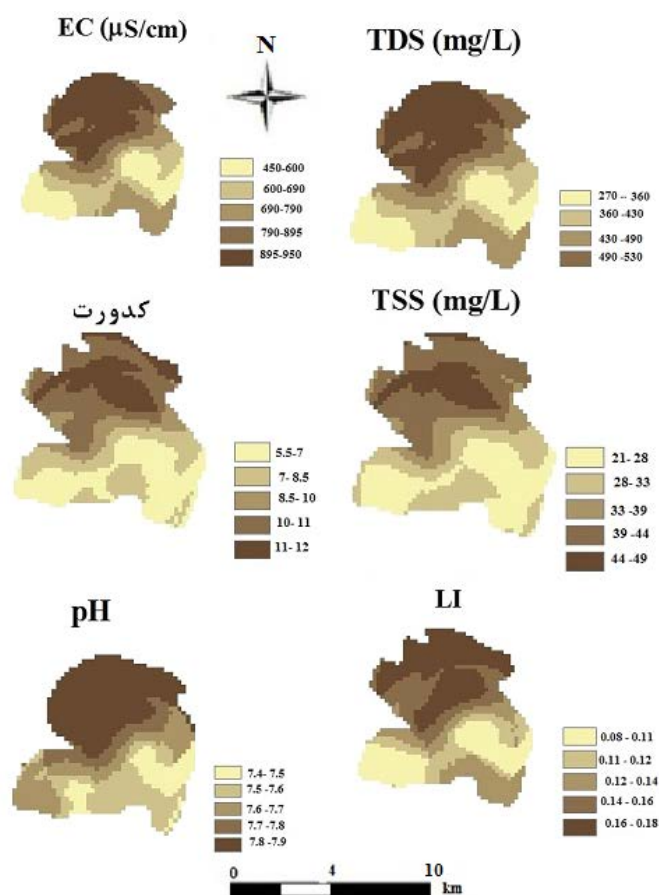 EC (µS/cm)
N
TDS (mg/L)
450-600
600-690
690-790
790-895
895-950
270 -- 360
360 -430
430 -490
490 -530
کدورت
TSS (mg/L)
5.5-7
7- 8.5
8.5- 10
10- 11
11- 12
21- 28
28- 33
33 -39
39 -44
44 -49
pH
LI
7.4- 7.5
7.5 -7.6
7.6 -7.7
7.7 -7.8
7.8 -7.9
0.08 - 0.11
0.11 - 0.12
0.12 - 0.14
0.14 - 0.16
0.16 - 0.18
0 4 10
km